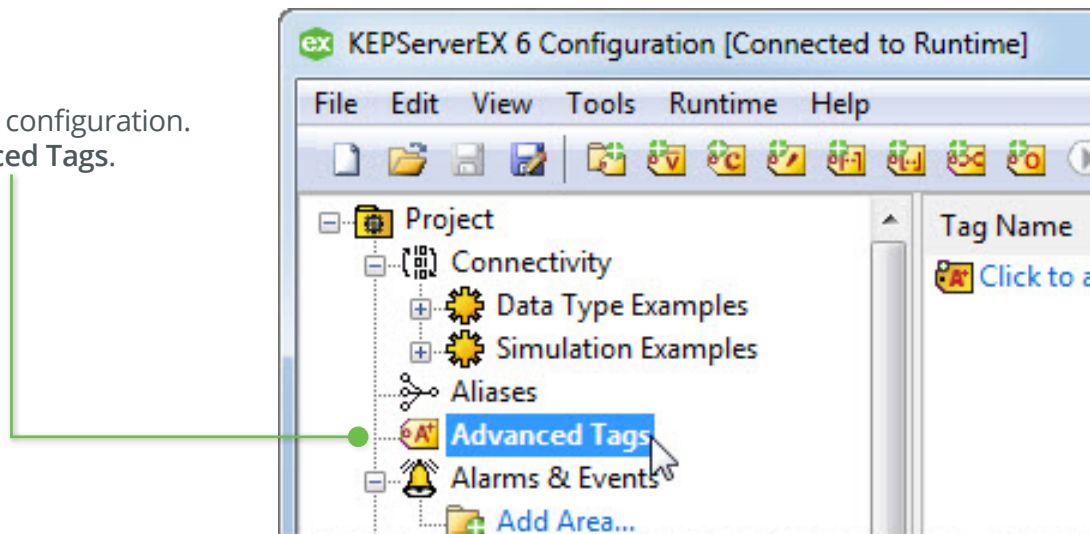 configuration.
ced Tags.
ex KEPServerEX 6 Configuration [Connected to Runtime]
File Edit View Tools Runtime Help
Project
Connectivity
Data Type Examples
Simulation Examples
Aliases
Advanced Tags
Alarms & Events
Add Area...
Tag Name
Click to a